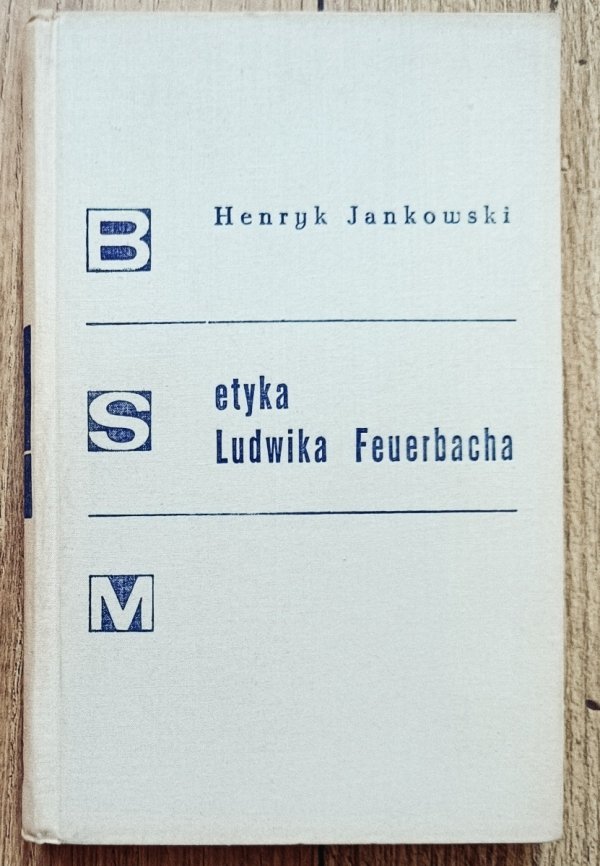 B
Henryk Jankowski
S
etyka
Ludwika Feuerbacha
M